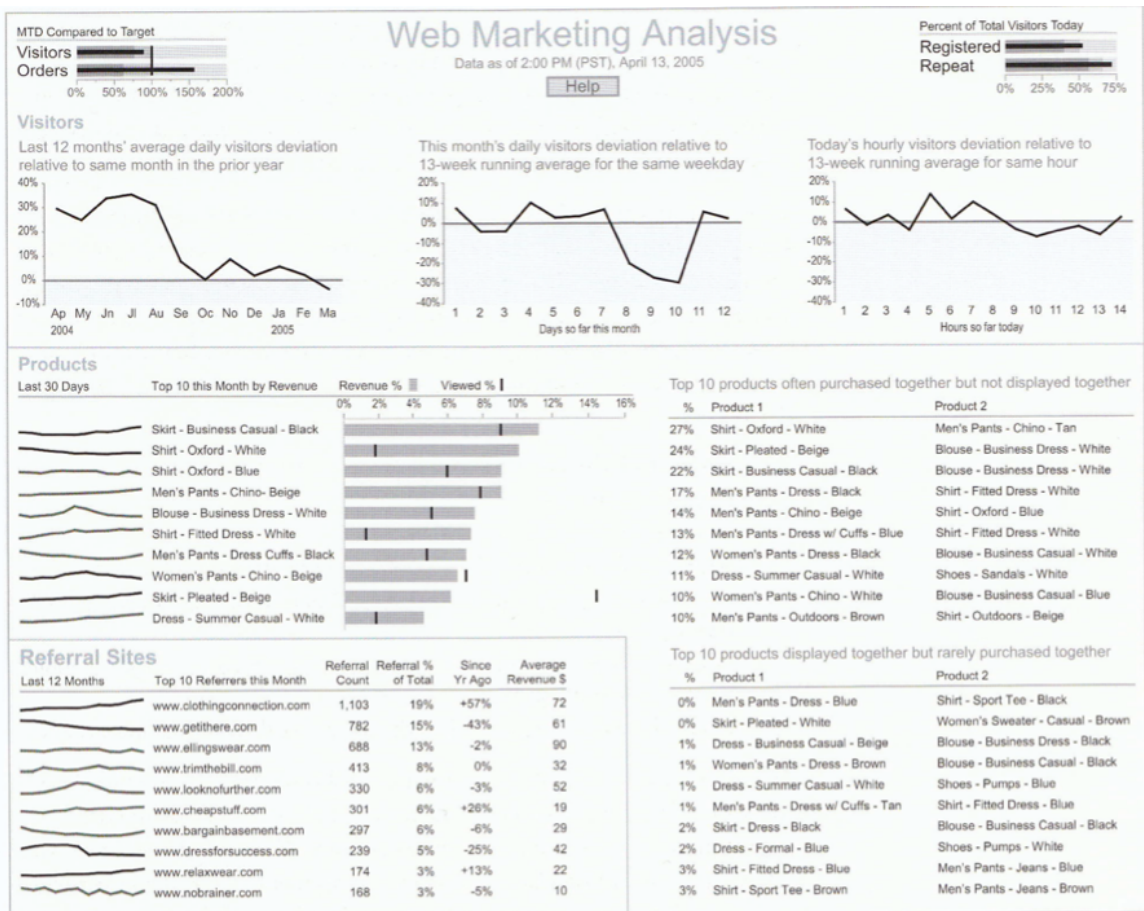 Web Marketing Analysis
Data as of 2:00 PM (PST), April 13, 2005
Help
MTD Compared to Target
Visitors
Orders
0% 50% 100% 150% 200%
Percent of Total Visitors Today
Registered
Repeat
0% 25% 50% 75%
Visitors
Last 12 months' average daily visitors deviation
relative to same month in the prior year
40%
30%
20%
10%
0%
-10%
Ap My Jn Jl Au Se Oc No De Ja Fe Ma
2004 2005
This month's daily visitors deviation relative to
13-week running average for the same weekday
20%
10%
0%
-10%
-20%
-30%
-40%
1 2 3 4 5 6 7 8 9 10 11 12
Days so far this month
Today's hourly visitors deviation relative to
13-week running average for same hour
20%
10%
0%
-10%
-20%
-30%
-40%
1 2 3 4 5 6 7 8 9 10 11 12 13 14
Hours so far today
Products
Last 30 Days Top 10 this Month by Revenue Revenue % Viewed %
0% 2% 4% 6% 8% 10% 12% 14% 16%
Skirt - Business Casual - Black
Shirt - Oxford - White
Shirt - Oxford - Blue
Men's Pants - Chino- Beige
Blouse - Business Dress - White
Shirt - Fitted Dress - White
Men's Pants - Dress Cuffs - Black
Women's Pants - Chino - Beige
Skirt - Pleated - Beige
Dress - Summer Casual - White
Top 10 products often purchased together but not displayed together
% Product 1 Product 2
27% Shirt - Oxford - White Men's Pants - Chino - Tan
24% Skirt - Pleated - Beige Blouse - Business Dress - White
22% Skirt - Business Casual - Black Blouse - Business Dress - White
17% Men's Pants - Dress - Black Shirt - Fitted Dress - White
14% Men's Pants - Chino - Beige Shirt - Oxford - Blue
13% Men's Pants - Dress w/ Cuffs - Blue Shirt - Fitted Dress - White
12% Women's Pants - Dress - Black Blouse - Business Casual - White
11% Dress - Summer Casual - White Shoes - Sandals - White
10% Women's Pants - Chino - White Blouse - Business Casual - Blue
10% Men's Pants - Outdoors - Brown Shirt - Outdoors - Beige
Referral Sites
Last 12 Months Top 10 Referrers this Month Referral Count Referral % of Total Since Yr Ago Average Revenue $
www.clothingconnection.com 1,103 19% +57% 72
www.getithere.com 782 15% -43% 61
www.ellingswear.com 688 13% -2% 90
www.trimthebill.com 413 8% 0% 32
www.looknofurther.com 330 6% -3% 52
www.cheapstuff.com 301 6% +26% 19
www.bargainbasement.com 297 6% -6% 29
www.dressforsuccess.com 239 5% -25% 42
www.relaxwear.com 174 3% +13% 22
www.nobrainer.com 168 3% -5% 10
Top 10 products displayed together but rarely purchased together
% Product 1 Product 2
0% Men's Pants - Dress - Blue Shirt - Sport Tee - Black
0% Skirt - Pleated - White Women's Sweater - Casual - Brown
1% Dress - Business Casual - Beige Blouse - Business Dress - Black
1% Women's Pants - Dress - Brown Blouse - Business Casual - Black
1% Dress - Summer Casual - White Shoes - Pumps - Blue
1% Men's Pants - Dress w/ Cuffs - Tan Shirt - Fitted Dress - Blue
2% Skirt - Dress - Black Blouse - Business Casual - Black
2% Dress - Formal - Blue Shoes - Pumps - White
3% Shirt - Fitted Dress - Blue Men's Pants - Jeans - Blue
3% Shirt - Sport Tee - Brown Men's Pants - Jeans - Brown